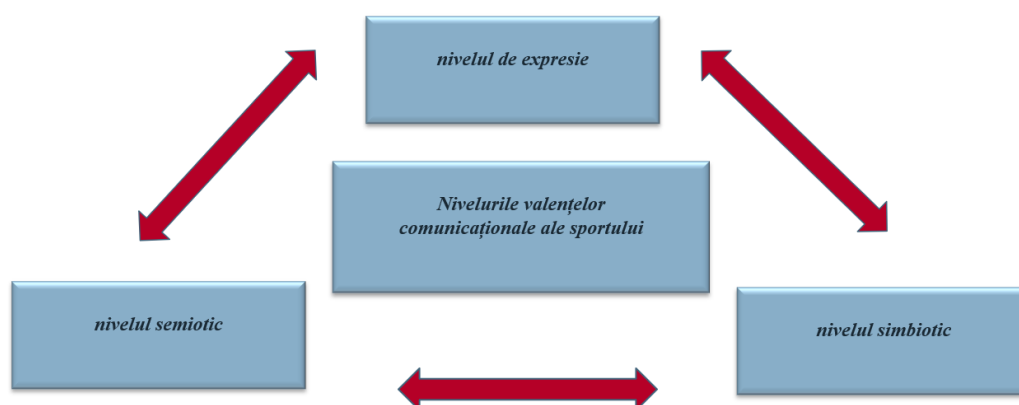 nivelul de expresie
Nivelurile valențelor
comunicaționale ale sportului
nivelul semiotic
nivelul simbiotic